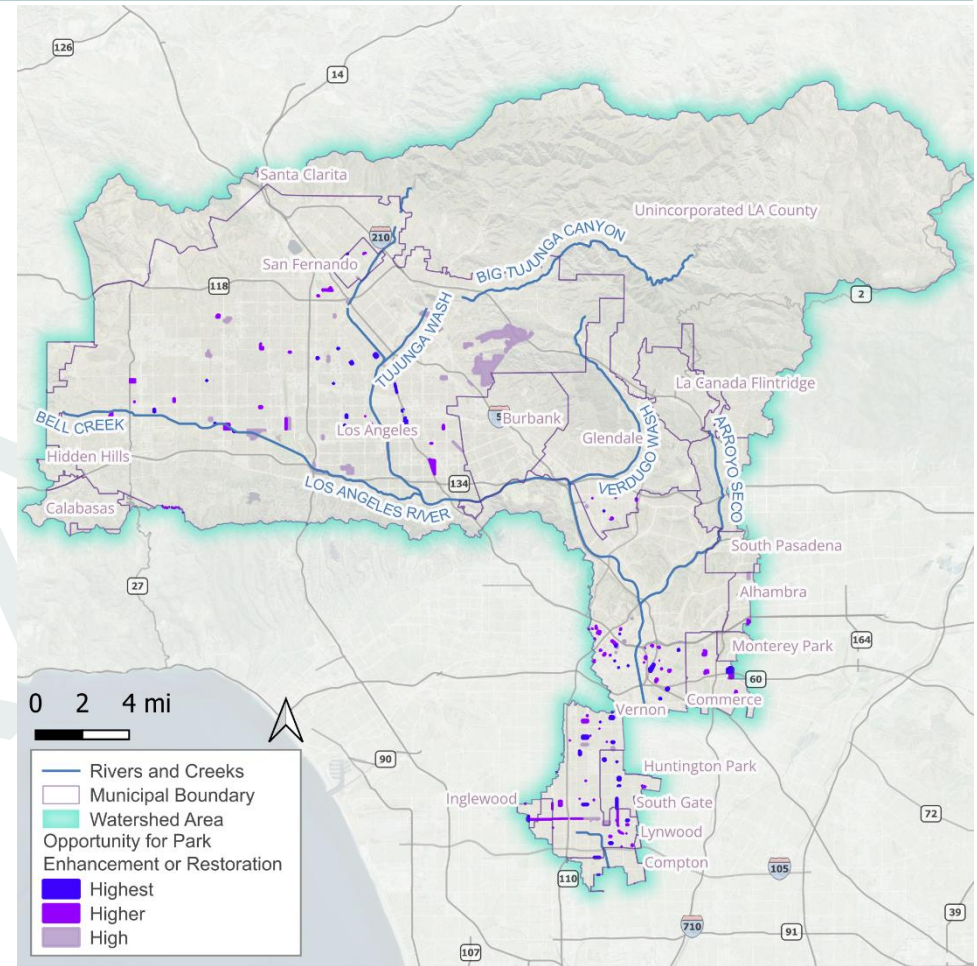 126
14
Santa Clarita
Unincorporated LA County
210
BIG TUJUNGA CANYON
San Fernando
118
2
TUJUNGA WASH
La Canada Flintridge
BELL CREEK
5
Burbank
Los Angeles
Glendale
ARROYO SECO
Hidden Hills
134
VERDUGO WASH
LOS ANGELES RIVER
Calabasas
South Pasadena
27
Alhambra
164
Monterey Park
60
0 2 4 mi
Commerce
Vernon
90
Huntington Park
Rivers and Creeks
Municipal Boundary
Inglewood
South Gate
72
Watershed Area
Lynwood
Opportunity for Park
Enhancement or Restoration
Compton
105
110
Highest
Higher
39
High
710
91
107